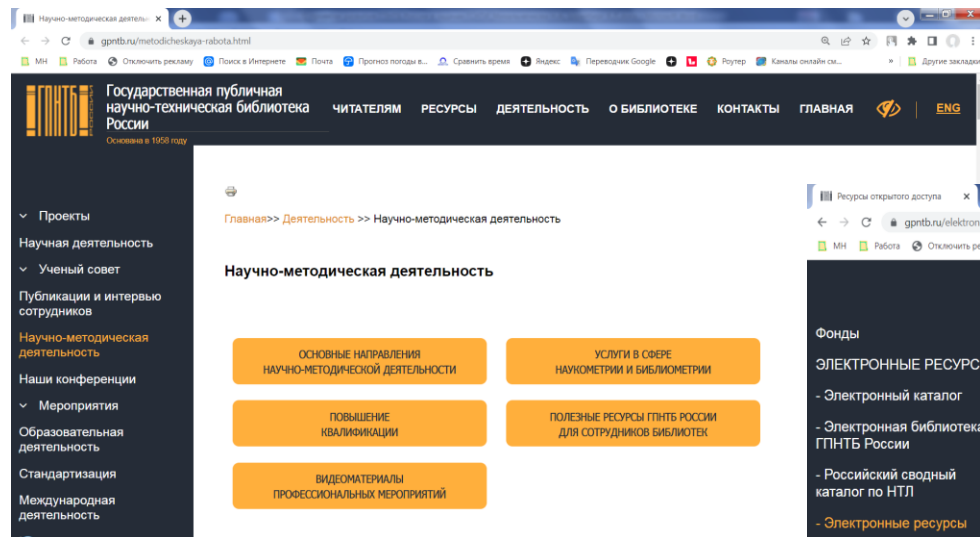 Научно-методическая деятельн
gpntb.ru/metodicheskaya-rabota.html
МН Работа Отключить рекламу Поиск в Интернете Почта Прогноз погоды в... Сравнить время Яндекс Переводчик Google Роутер Каналы онлайн см... » Другие закладки
ГПНТБ
Государственная публичная
научно-техническая библиотека
России
Основана в 1958 году
ЧИТАТЕЛЯМ РЕСУРСЫ ДЕЯТЕЛЬНОСТЬ О БИБЛИОТЕКЕ КОНТАКТЫ ГЛАВНАЯ ENG
Проекты
Научная деятельность
Ученый совет
Публикации и интервью
сотрудников
Научно-методическая
деятельность
Наши конференции
Мероприятия
Образовательная
деятельность
Стандартизация
Международная
деятельность
Главная>> Деятельность >> Научно-методическая деятельность
Научно-методическая деятельность
ОСНОВНЫЕ НАПРАВЛЕНИЯ
НАУЧНО-МЕТОДИЧЕСКОЙ ДЕЯТЕЛЬНОСТИ
УСЛУГИ В СФЕРЕ
НАУКОМЕТРИИ И БИБЛИОМЕТРИИ
ПОВЫШЕНИЕ
КВАЛИФИКАЦИИ
ПОЛЕЗНЫЕ РЕСУРСЫ ГПНТБ РОССИИ
ДЛЯ СОТРУДНИКОВ БИБЛИОТЕК
ВИДЕОМАТЕРИАЛЫ
ПРОФЕССИОНАЛЬНЫХ МЕРОПРИЯТИЙ
Ресурсы открытого доступа
gpntb.ru/elektron
МН Работа Отключить ре
Фонды
ЭЛЕКТРОННЫЕ РЕСУРС
- Электронный каталог
- Электронная библиотека
ГПНТБ России
- Российский сводный
каталог по НТЛ
- Электронные ресурсы